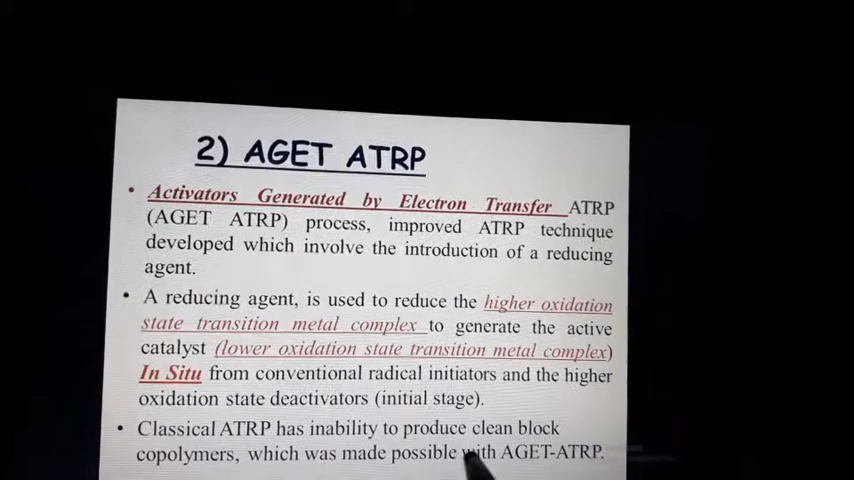 2) AGET ATRP
• Activators Generated by Electron Transfer ATRP
(AGET ATRP) process, improved ATRP technique
developed which involve the introduction of a reducing
agent.
• A reducing agent, is used to reduce the higher oxidation
state transition metal complex to generate the active
catalyst (lower oxidation state transition metal complex)
In Situ from conventional radical initiators and the higher
oxidation state deactivators (initial stage).
• Classical ATRP has inability to produce clean block
copolymers, which was made possible with AGET-ATRP.